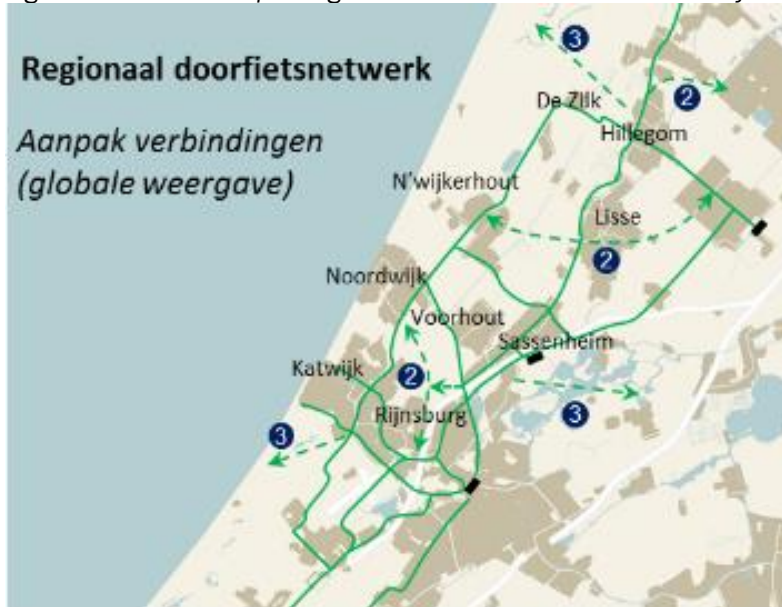 Regionaal doorfietsnetwerk
Aanpak verbindingen
(globale weergave)
3
2
De Zilk
Hillegom
N'wijkerhout
Lisse
2
Noordwijk
Voorhout
Sassenheim
Katwijk
2
Rijnsburg
3
3